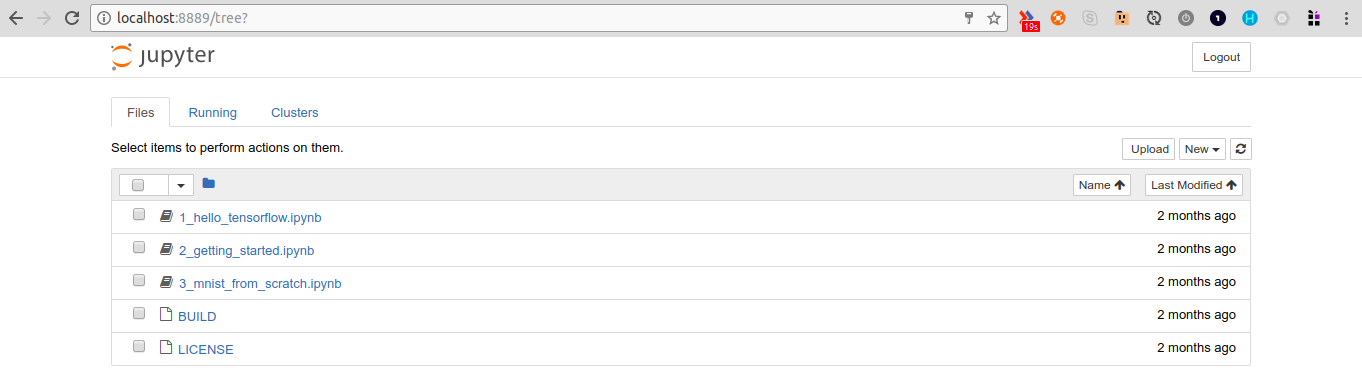 localhost:8889/tree?
19s
1
H
jupyter
Logout
Files Running Clusters
Select items to perform actions on them.
Upload New
Name Last Modified
1_hello_tensorflow.ipynb 2 months ago
2_getting_started.ipynb 2 months ago
3_mnist_from_scratch.ipynb 2 months ago
BUILD 2 months ago
LICENSE 2 months ago